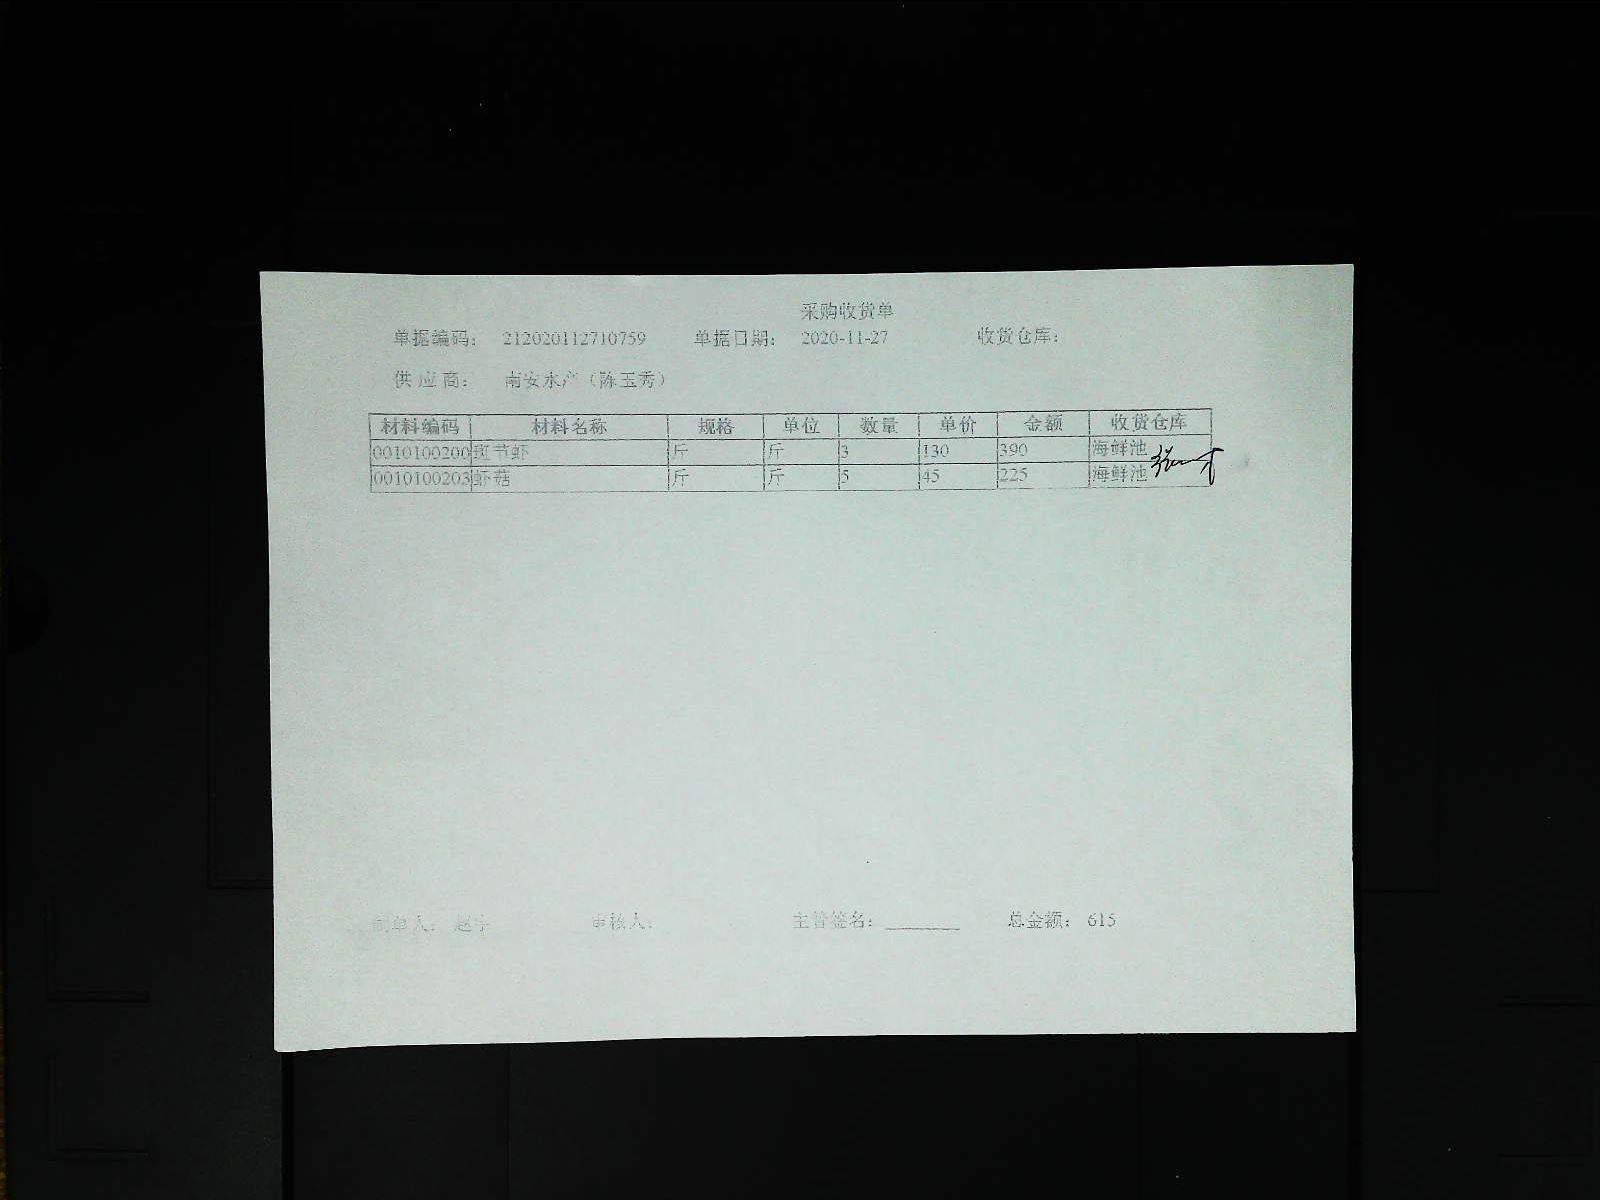 采购收货单
单据编码： 212020112710759 单据日期： 2020-11-27 收货仓库：
供应商： 南安水产（陈玉秀）
材料编码 材料名称 规格 单位 数量 单价 金额 收货仓库
0010100200 斑节虾 斤 斤 3 130 390 海鲜池
0010100203 虾菇 斤 斤 5 45 225 海鲜池
制单人： 赵宇 审核人： 主管签名： 总金额： 615